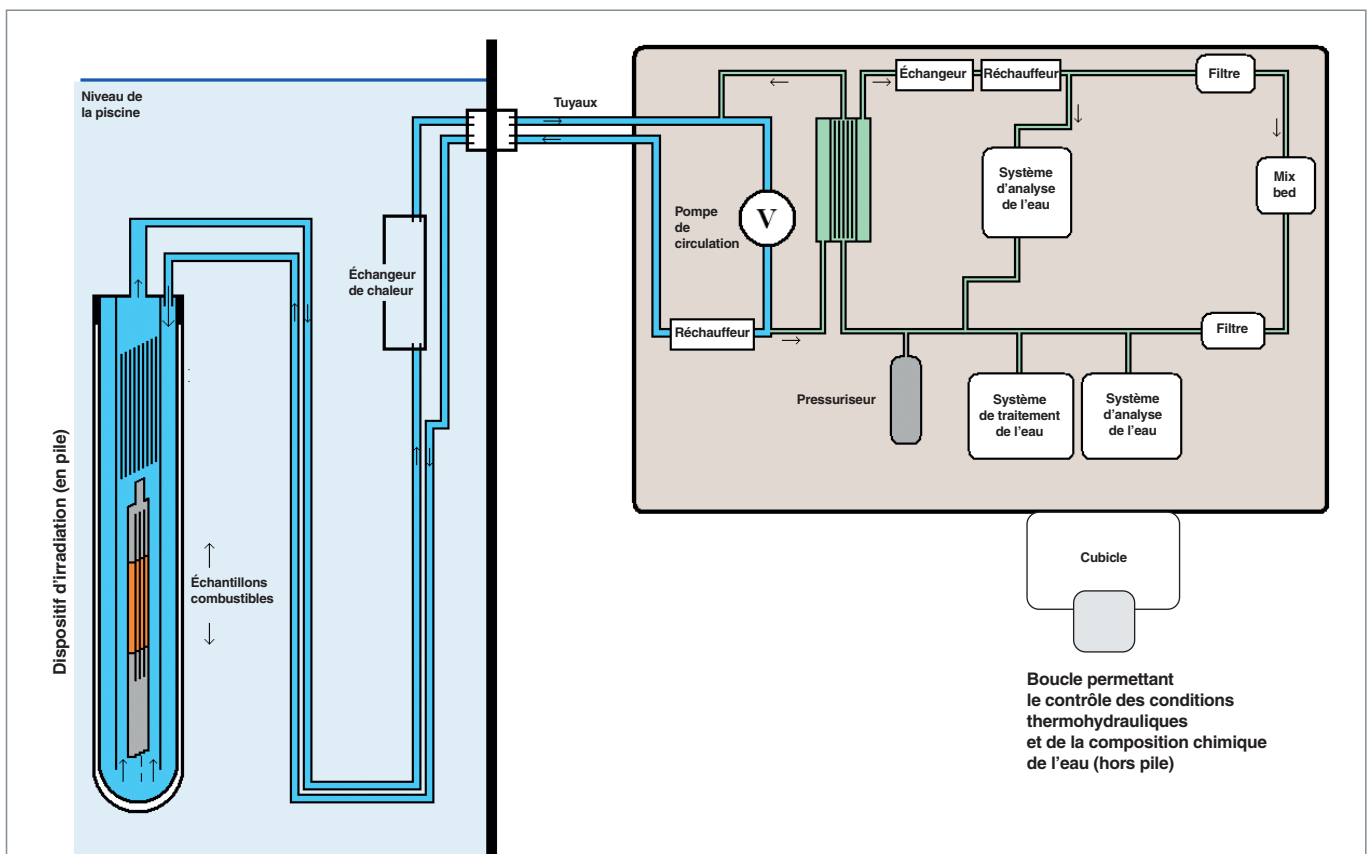 Niveau de
la piscine
Tuyaux
Échangeur
Réchauffeur
Filtre
Système
d'analyse
de l'eau
Mix
bed
Pompe
de
circulation
V
Échangeur
de chaleur
Réchauffeur
Filtre
Pressuriseur
Système
de traitement
de l'eau
Système
d'analyse
de l'eau
Dispositif d'irradiation (en pile)
Échantillons
combustibles
Cubicle
Boucle permettant
le contrôle des conditions
thermohydrauliques
et de la composition chimique
de l'eau (hors pile)